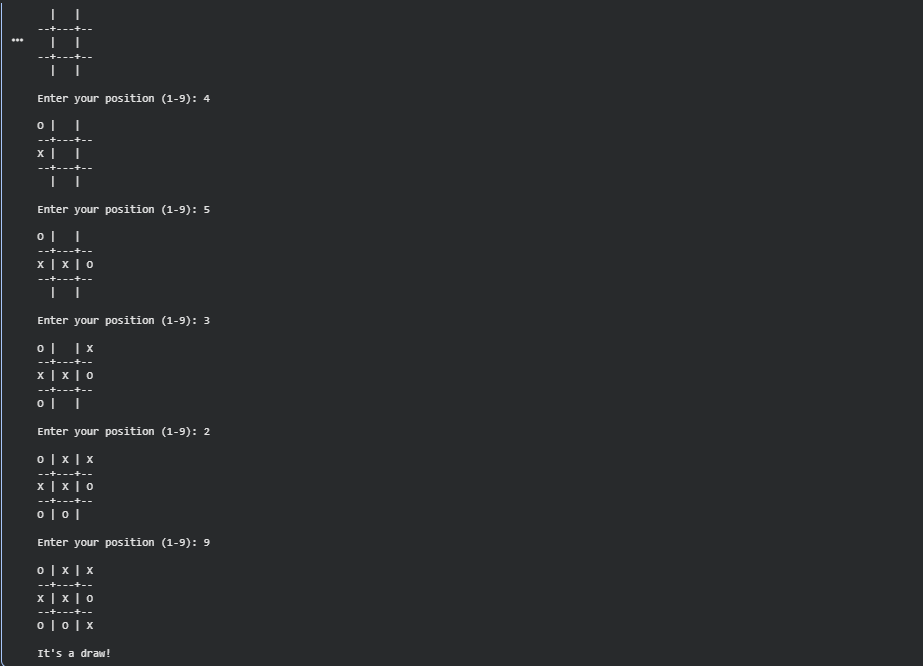 |   |
--+---+--
  |   |
--+---+--
  |   |
Enter your position (1-9): 4
O |   |
--+---+--
X |   |
--+---+--
  |   |
Enter your position (1-9): 5
O |   |
--+---+--
X | X | O
--+---+--
  |   |
Enter your position (1-9): 3
O |   | X
--+---+--
X | X | O
--+---+--
O |   |
Enter your position (1-9): 2
O | X | X
--+---+--
X | X | O
--+---+--
O | O |
Enter your position (1-9): 9
O | X | X
--+---+--
X | X | O
--+---+--
O | O | X
It's a draw!